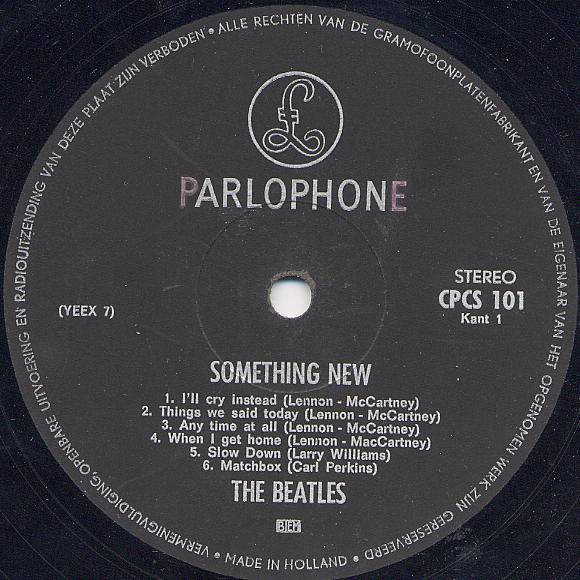 ALLE RECHTEN VAN DE GRAMOFOONPLATENFABRIKANT EN VAN DE EIGENAAR VAN HET OPGENOMEN WERK ZIJN GERESERVEERD • MADE IN HOLLAND • VERMENIGVULDIGING, OPENBARE UITVOERING EN RADIOUITZENDING VAN DEZE PLAAT ZIJN VERBODEN •
£
PARLOPHONE
STEREO
CPCS 101
Kant 1
(YEEX 7)
SOMETHING NEW
1. I'll cry instead (Lennon - McCartney)
2. Things we said today (Lennon - McCartney)
3. Any time at all (Lennon - McCartney)
4. When I get home (Lennon - MacCartney)
5. Slow Down (Larry Williams)
6. Matchbox (Carl Perkins)
THE BEATLES
BIEM